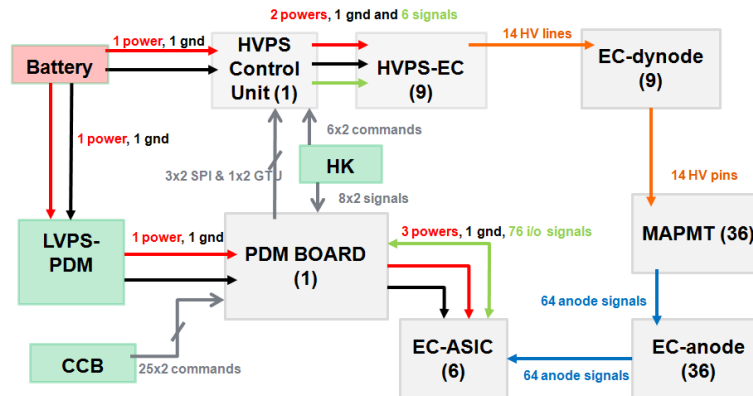 2 powers, 1 gnd and 6 signals
1 power, 1 gnd
14 HV lines
Battery
HVPS
Control
Unit (1)
HVPS-EC
(9)
EC-dynode
(9)
1 power, 1 gnd
6x2 commands
3x2 SPI & 1x2 GTU
HK
14 HV pins
8x2 signals
LVPS-
PDM
1 power, 1 gnd
PDM BOARD
(1)
3 powers, 1 gnd, 76 i/o signals
MAPMT (36)
64 anode signals
CCB
25x2 commands
EC-ASIC
(6)
64 anode signals
EC-anode
(36)